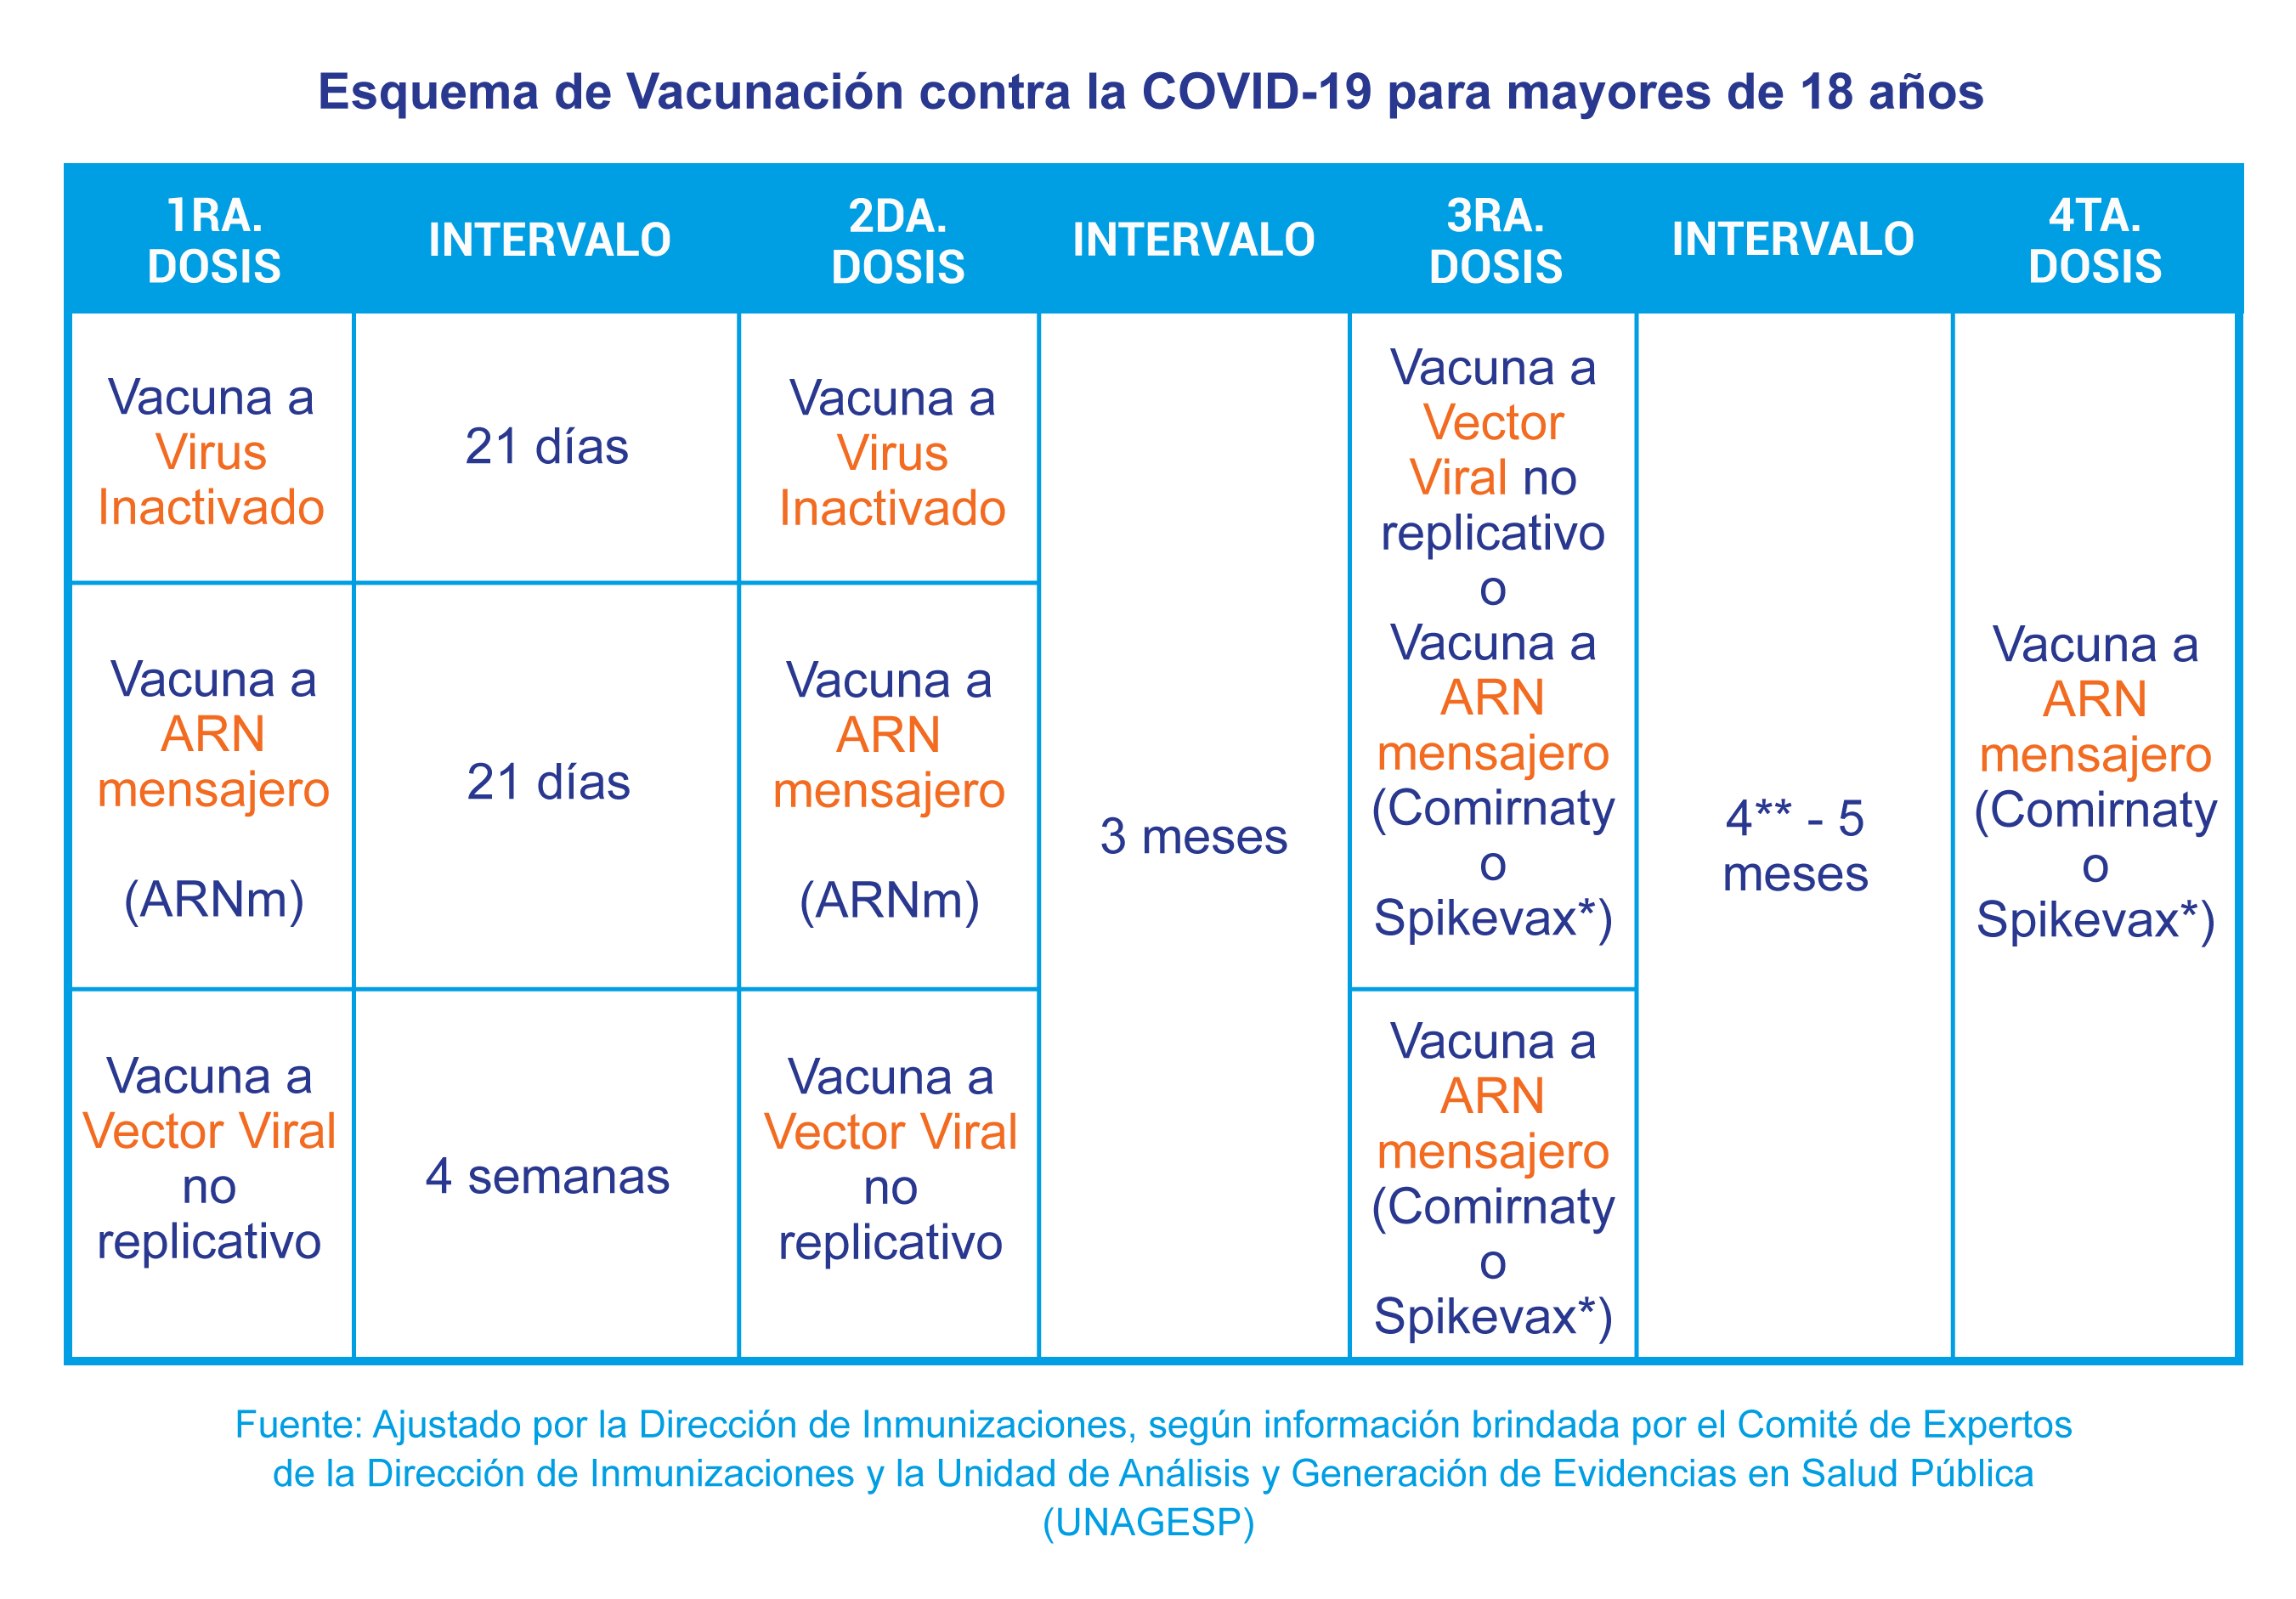 Esquema de Vacunación contra la COVID-19 para mayores de 18 años
1RA.
DOSIS
INTERVALO
2DA.
DOSIS
INTERVALO
3RA.
DOSIS
INTERVALO
4TA.
DOSIS
Vacuna a
Virus
Inactivado
21 días
Vacuna a
Virus
Inactivado
Vacuna a
ARN
mensajero
(ARNm)
21 días
Vacuna a
ARN
mensajero
(ARNm)
Vacuna a
Vector Viral
no
replicativo
4 semanas
Vacuna a
Vector Viral
no
replicativo
3 meses
Vacuna a
Vector
Viral no
replicativo
o
Vacuna a
ARN
mensajero
(Comirnaty
o
Spikevax*)
Vacuna a
ARN
mensajero
(Comirnaty
o
Spikevax*)
4** - 5
meses
Vacuna a
ARN
mensajero
(Comirnaty
o
Spikevax*)
Fuente: Ajustado por la Dirección de Inmunizaciones, según información brindada por el Comité de Expertos
de la Dirección de Inmunizaciones y la Unidad de Análisis y Generación de Evidencias en Salud Pública
(UNAGESP)